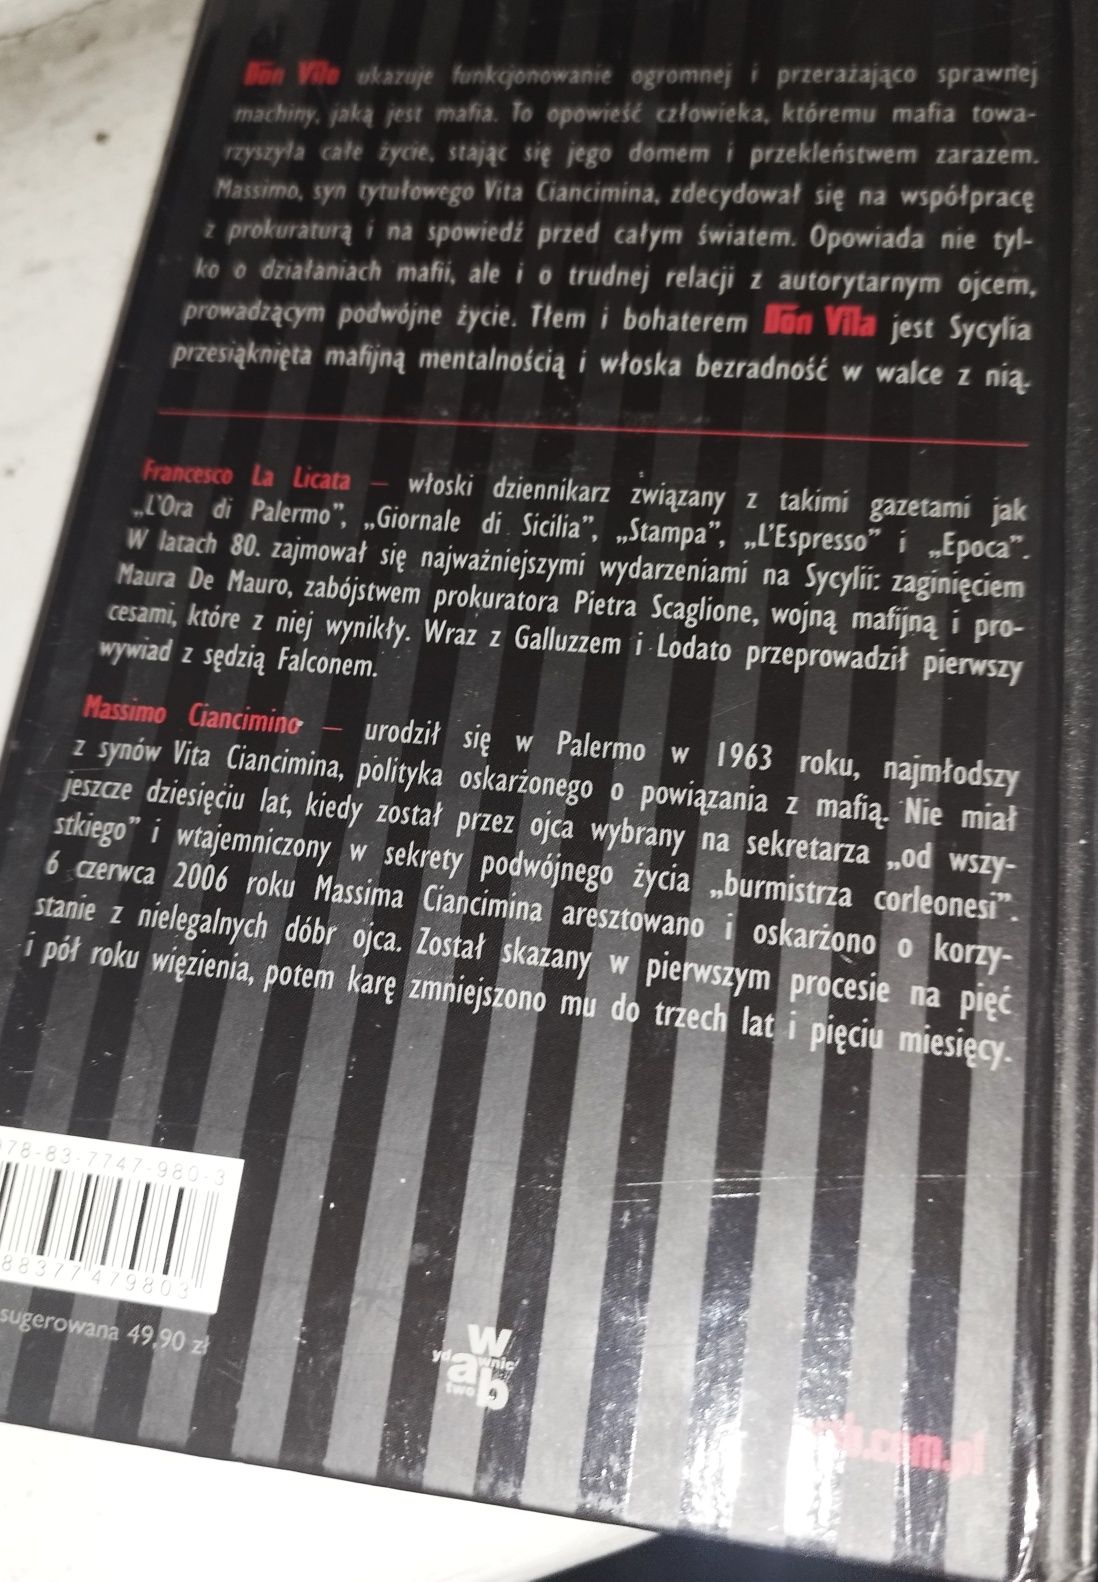 Don Vito ukazuje funkcjonowanie ogromnej i przerażająco sprawnej
machiny, jaką jest mafia. To opowieść człowieka, któremu mafia towa-
rzyszyła całe życie, stając się jego domem i przekleństwem zarazem.
Massimo, syn tytułowego Vita Ciancimina, zdecydował się na współpracę
z prokuraturą i na spowiedź przed całym światem. Opowiada nie tyl-
ko o działaniach mafii, ale i o trudnej relacji z autorytarnym ojcem,
prowadzącym podwójne życie. Tłem i bohaterem Don Vita jest Sycylia
przesiąknięta mafijną mentalnością i włoska bezradność w walce z nią.
Francesco La Licata – włoski dziennikarz związany z takimi gazetami jak
„L'Ora di Palermo", „Giornale di Sicilia", „Stampa", „L'Espresso" i „Epoca".
W latach 80. zajmował się najważniejszymi wydarzeniami na Sycylii: zaginięciem
Maura De Mauro, zabójstwem prokuratora Pietra Scaglione, wojną mafijną i pro-
cesami, które z niej wynikły. Wraz z Galluzzem i Lodato przeprowadził pierwszy
wywiad z sędzią Falconem.
Massimo Ciancimino – urodził się w Palermo w 1963 roku, najmłodszy
z synów Vita Ciancimina, polityka oskarżonego o powiązania z mafią. Nie miał
jeszcze dziesięciu lat, kiedy został przez ojca wybrany na sekretarza „od wszy-
stkiego" i wtajemniczony w sekrety podwójnego życia „burmistrza corleonesi".
6 czerwca 2006 roku Massima Ciancimina aresztowano i oskarżono o korzy-
stanie z nielegalnych dóbr ojca. Został skazany w pierwszym procesie na pięć
i pół roku więzienia, potem karę zmniejszono mu do trzech lat i pięciu miesięcy.
78-83-7747-980-3
88377 479803
sugerowana 49,90 zł
wydawnictwo
ab